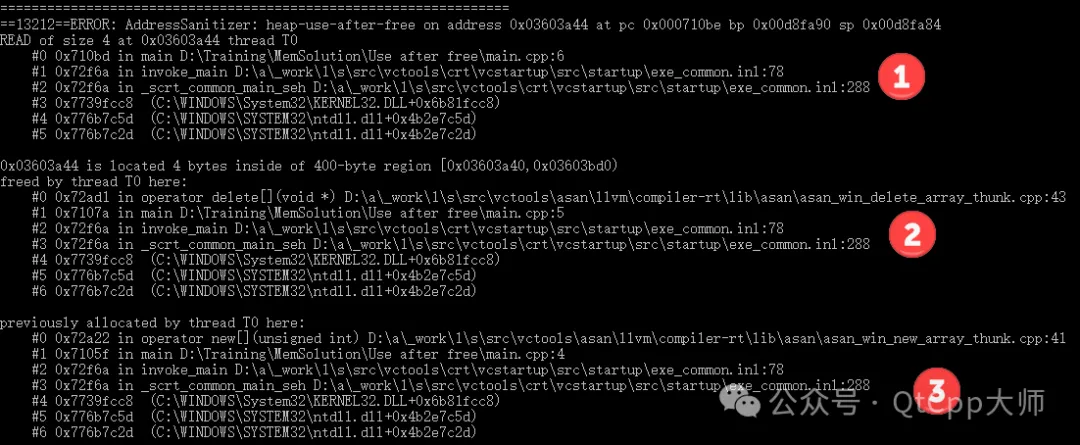 =================================================================
==13212==ERROR: AddressSanitizer: heap-use-after-free on address 0x03603a44 at pc 0x000710be bp 0x00d8fa90 sp 0x00d8fa84
READ of size 4 at 0x03603a44 thread T0
#0 0x710bd in main D:\Training\MemSolution\Use after free\main.cpp:6
#1 0x72f6a in invoke_main D:\a\_work\1\s\src\vctools\crt\vcstartup\src\startup\exe_common.inl:78
#2 0x72f6a in _scrt_common_main_seh D:\a\_work\1\s\src\vctools\crt\vcstartup\src\startup\exe_common.inl:288
#3 0x7739fcc8 (C:\WINDOWS\System32\KERNEL32.DLL+0x6b81fcc8)
#4 0x776b7c5d (C:\WINDOWS\SYSTEM32\ntdll.dll+0x4b2e7c5d)
#5 0x776b7c2d (C:\WINDOWS\SYSTEM32\ntdll.dll+0x4b2e7c2d)
1
0x03603a44 is located 4 bytes inside of 400-byte region [0x03603a40,0x03603bd0)
freed by thread T0 here:
#0 0x72ad1 in operator delete[](void *) D:\a\_work\1\s\src\vctools\asan\llvm\compiler-rt\lib\asan\asan_win_delete_array_thunk.cpp:43
#1 0x7107a in main D:\Training\MemSolution\Use after free\main.cpp:5
#2 0x72f6a in invoke_main D:\a\_work\1\s\src\vctools\crt\vcstartup\src\startup\exe_common.inl:78
#3 0x72f6a in _scrt_common_main_seh D:\a\_work\1\s\src\vctools\crt\vcstartup\src\startup\exe_common.inl:288
#4 0x7739fcc8 (C:\WINDOWS\System32\KERNEL32.DLL+0x6b81fcc8)
#5 0x776b7c5d (C:\WINDOWS\SYSTEM32\ntdll.dll+0x4b2e7c5d)
#6 0x776b7c2d (C:\WINDOWS\SYSTEM32\ntdll.dll+0x4b2e7c2d)
2
previously allocated by thread T0 here:
#0 0x72a22 in operator new[](unsigned int) D:\a\_work\1\s\src\vctools\asan\llvm\compiler-rt\lib\asan\asan_win_new_array_thunk.cpp:41
#1 0x7105f in main D:\Training\MemSolution\Use after free\main.cpp:4
#2 0x72f6a in invoke_main D:\a\_work\1\s\src\vctools\crt\vcstartup\src\startup\exe_common.inl:78
#3 0x72f6a in _scrt_common_main_seh D:\a\_work\1\s\src\vctools\crt\vcstartup\src\startup\exe_common.inl:288
#4 0x7739fcc8 (C:\WINDOWS\System32\KERNEL32.DLL+0x6b81fcc8)
#5 0x776b7c5d (C:\WINDOWS\SYSTEM32\ntdll.dll+0x4b2e7c5d)
#6 0x776b7c2d (C:\WINDOWS\SYSTEM32\ntdll.dll+0x4b2e7c2d)
3
公众号 · Qtcpp大师